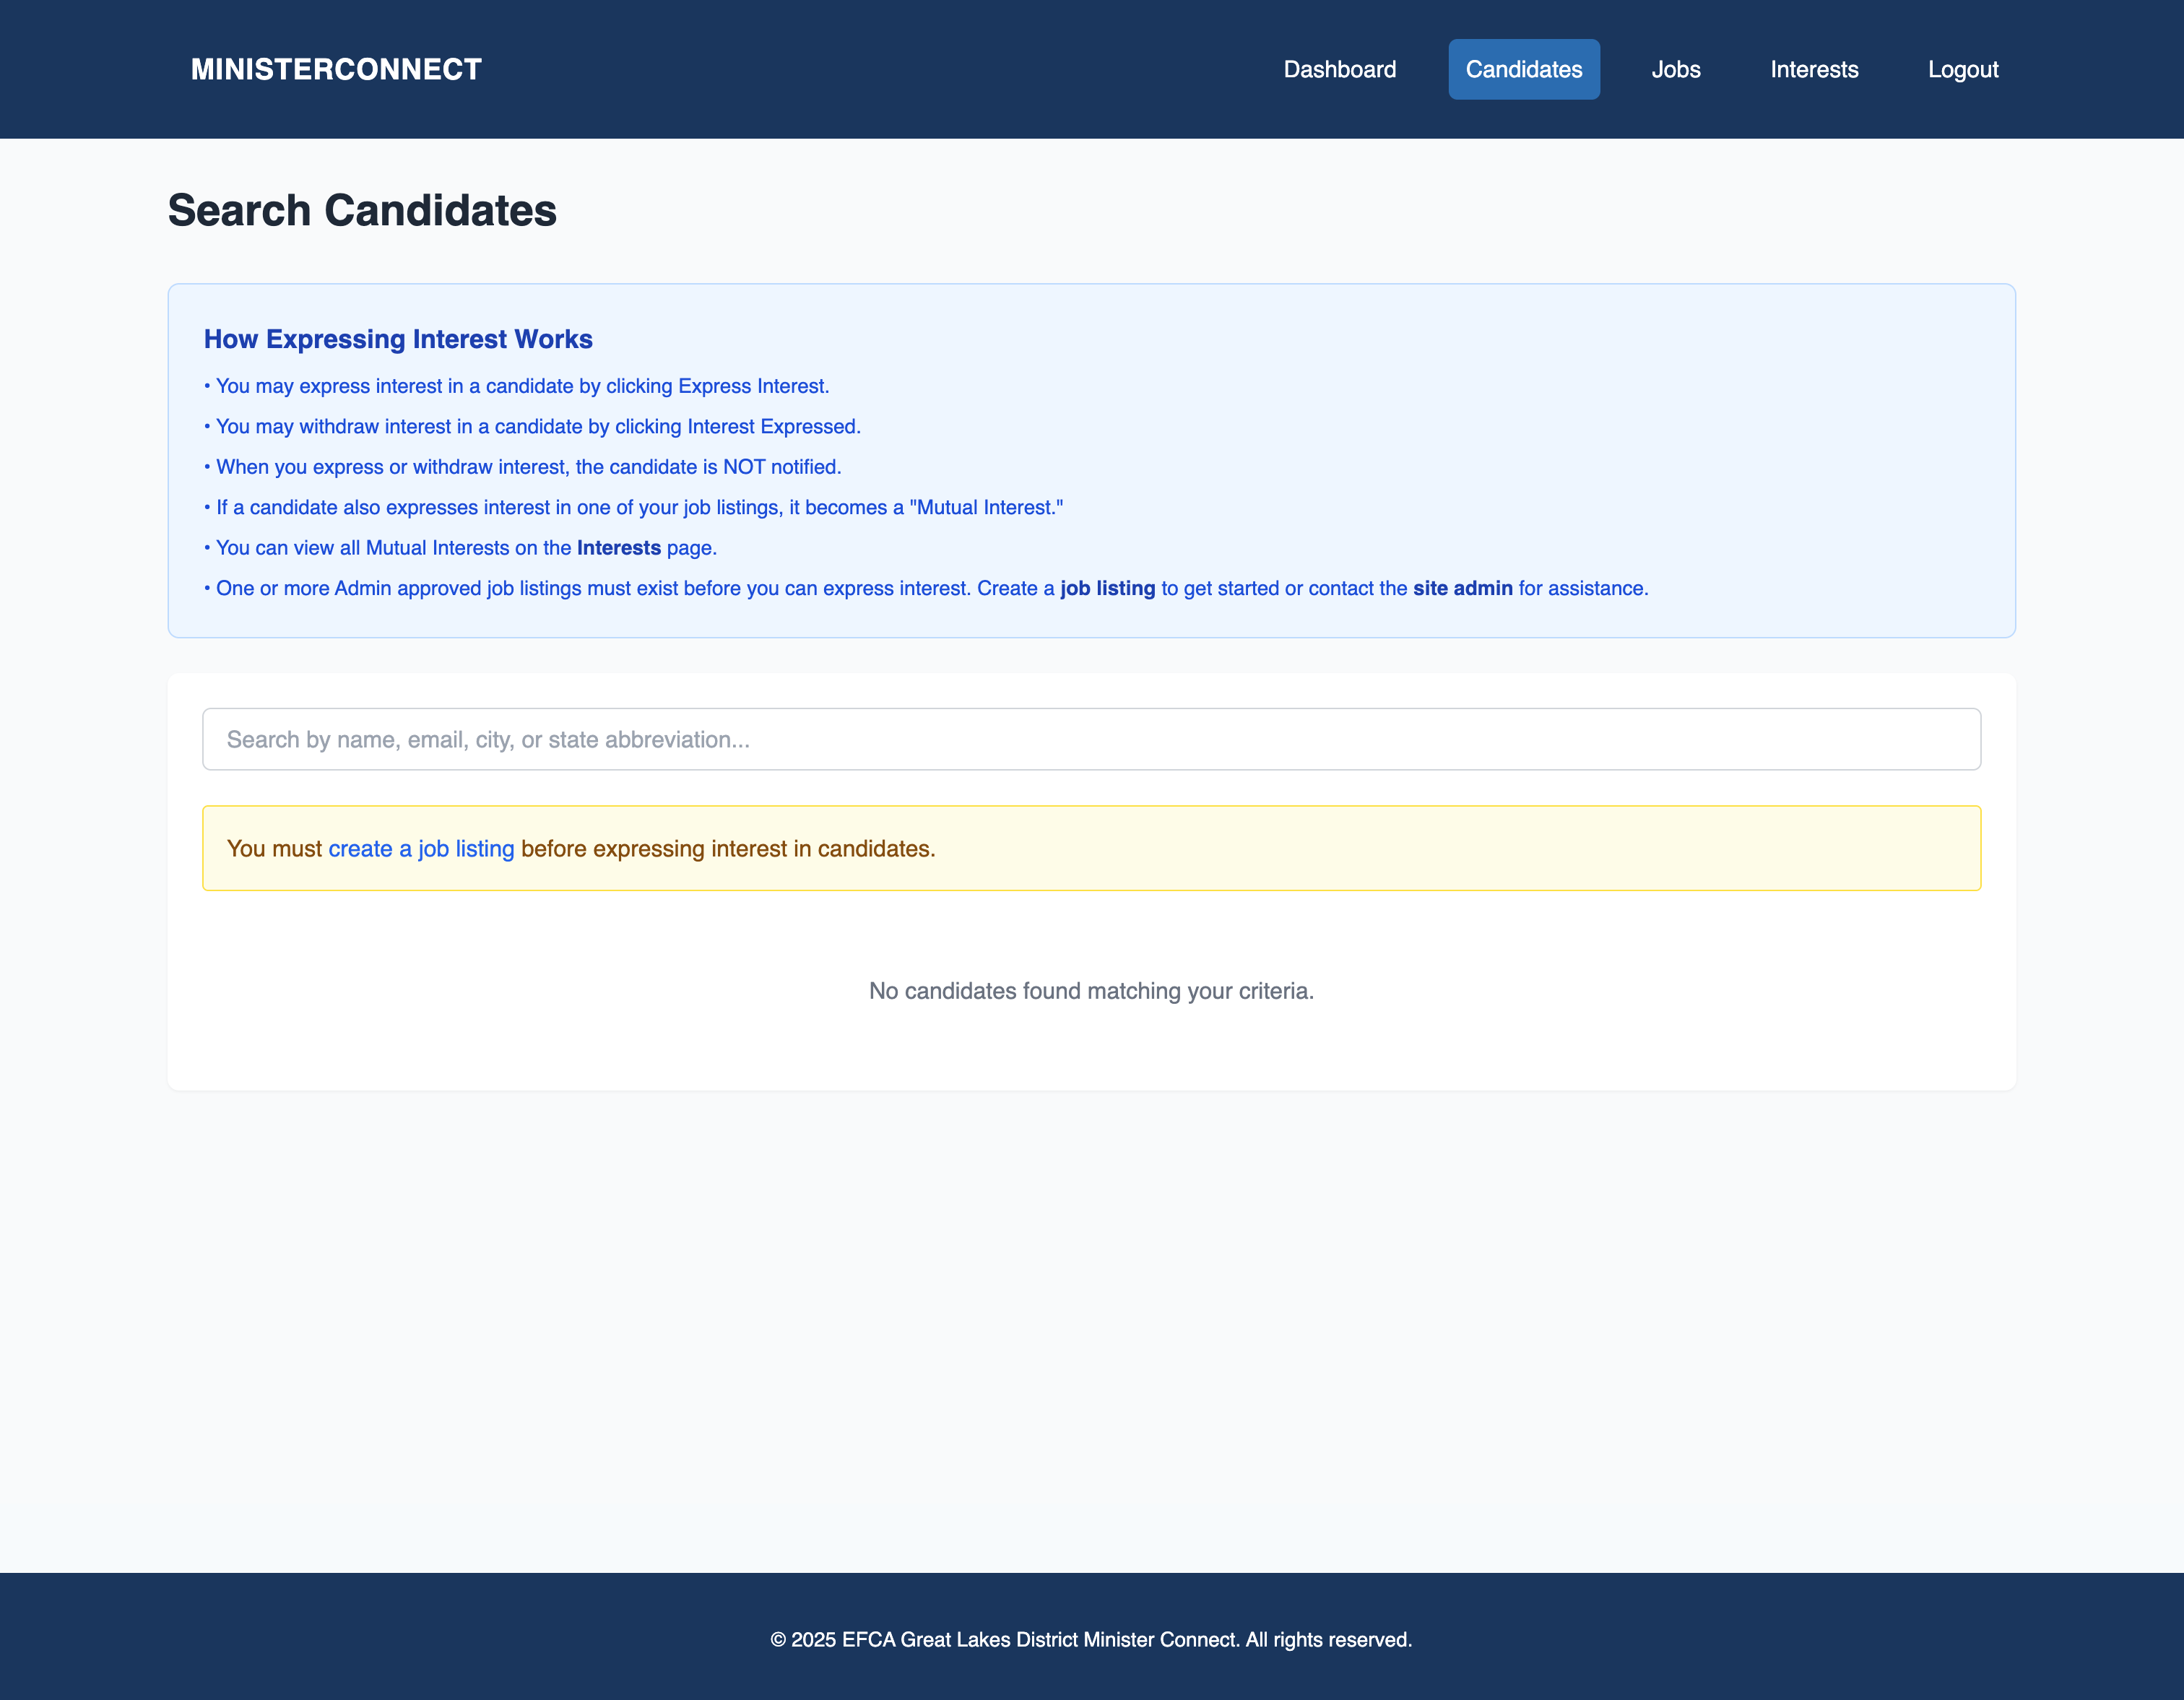 MINISTERCONNECT
Dashboard
Candidates
Jobs
Interests
Logout
Search Candidates
How Expressing Interest Works
• You may express interest in a candidate by clicking Express Interest.
• You may withdraw interest in a candidate by clicking Interest Expressed.
• When you express or withdraw interest, the candidate is NOT notified.
• If a candidate also expresses interest in one of your job listings, it becomes a "Mutual Interest."
• You can view all Mutual Interests on the Interests page.
• One or more Admin approved job listings must exist before you can express interest. Create a job listing to get started or contact the site admin for assistance.
Search by name, email, city, or state abbreviation...
You must create a job listing before expressing interest in candidates.
No candidates found matching your criteria.
© 2025 EFCA Great Lakes District Minister Connect. All rights reserved.